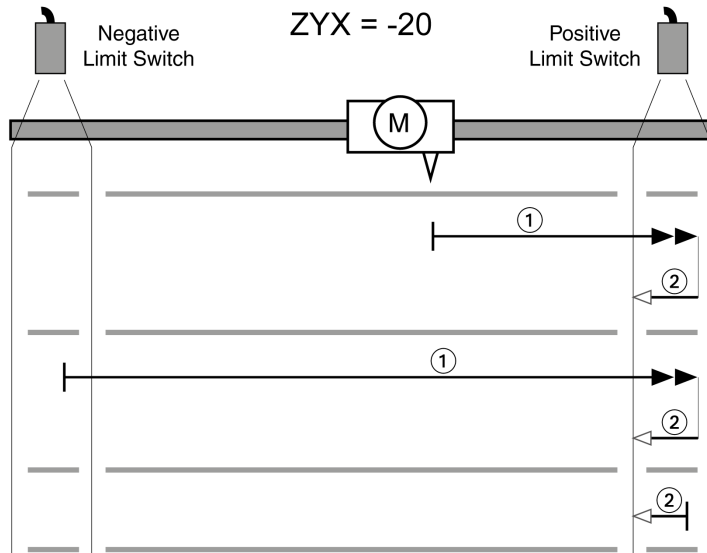 ZYX = -20
Negative
Limit Switch
Positive
Limit Switch
M
1
2
1
2
2